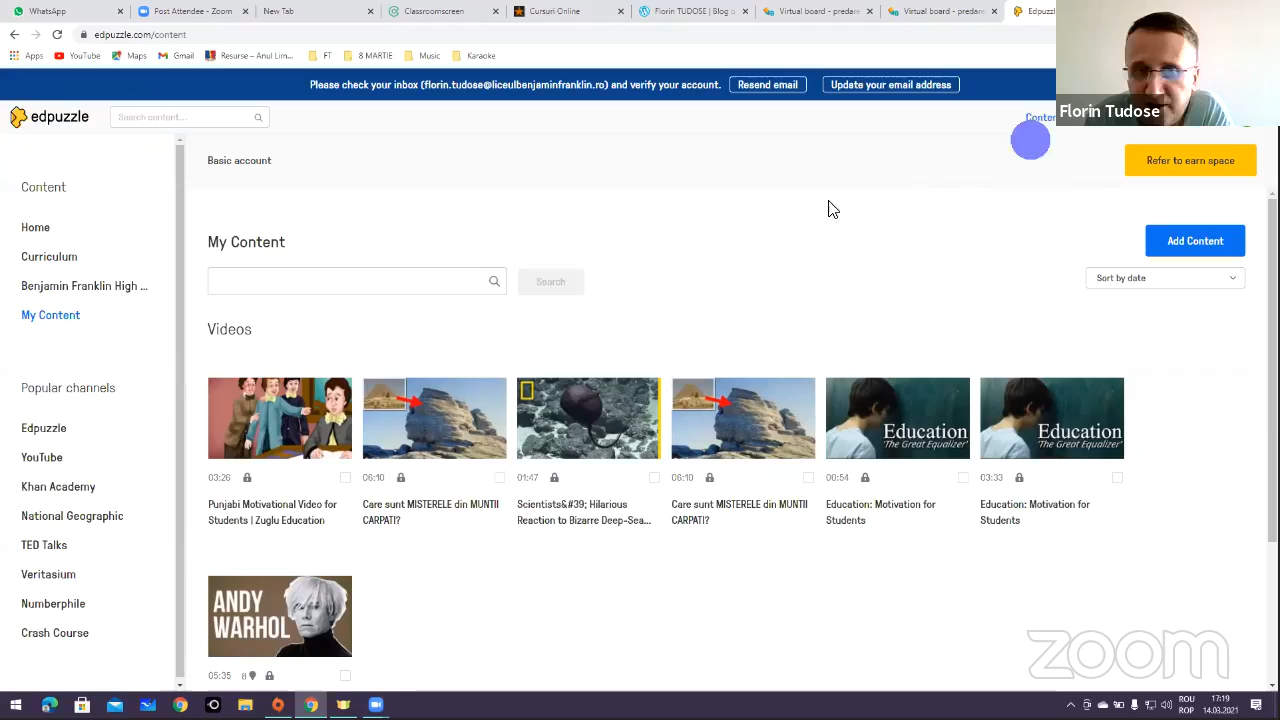 WhatsApp
Post Attendee - Zoom
New Tab
Classroomscreen
Cursuri Online
Florin TUDOSE | Blog o
Virtual board - predare
Virtual board - predare
Edpuzzle
edpuzzle.com/content
Apps
YouTube
Maps
Gmail
Resurse - Anul Lim...
FT
8 MARTIE
Music
Karaoke
Please check your inbox (florin.tudose@liceulbenjaminfranklin.ro) and verify your account.
Resend email
Update your email address
Florin Tudose
edpuzzle
Search content...
Conten
Basic account
Refer to earn space
Content
Home
Curriculum
Benjamin Franklin High ...
My Content
Popular channels
Edpuzzle
YouTube
Khan Academy
National Geographic
TED Talks
Veritasium
Numberphile
Crash Course
My Content
Add Content
Search
Sort by date
Videos
03:26
Punjabi Motivational Video for
Students | Zuglu Education
06:10
Care sunt MISTERELE din MUNTII
CARPATI?
01:47
Scientists&#39; Hilarious
Reaction to Bizarre Deep-Sea...
06:10
Care sunt MISTERELE din MUNTII
CARPATI?
Education
'The Great Equalizer'
00:54
Education: Motivation for
Students
Education
'The Great Equalizer'
03:33
Education: Motivation for
Students
ANDY
WARHOL
05:35 8
zoom
ROU
ROP
17:19
14.03.2021